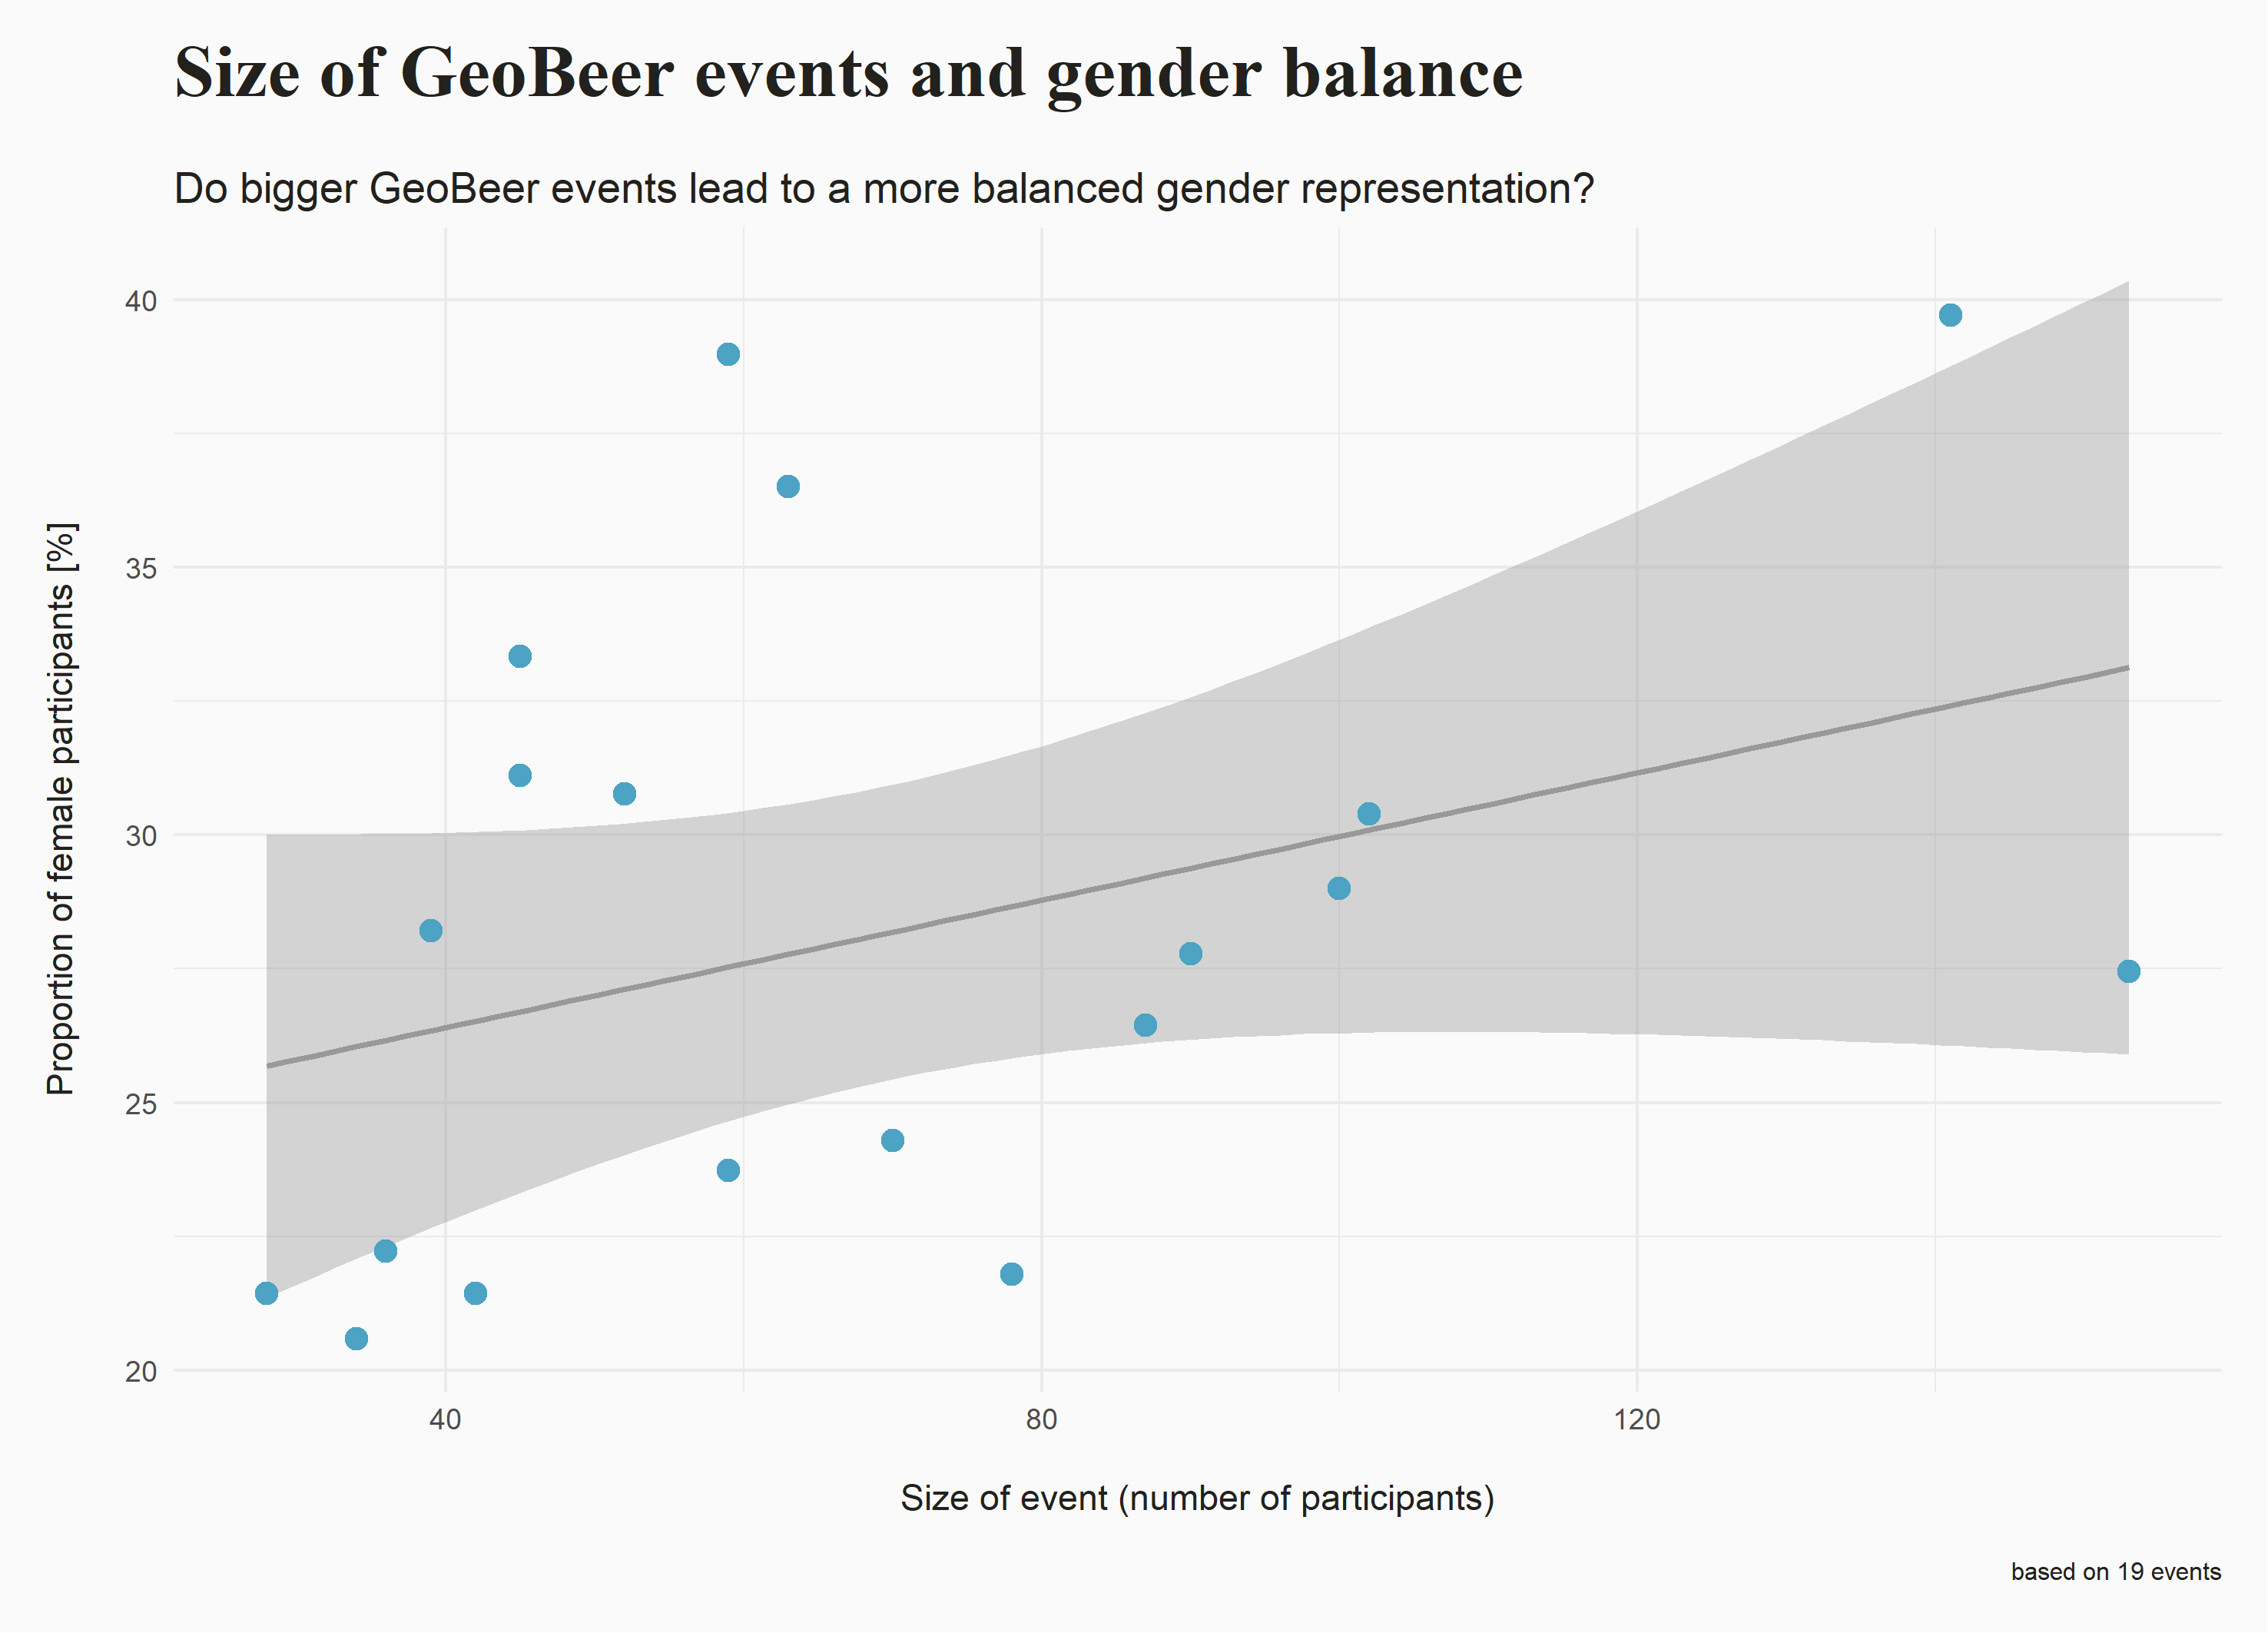 Size of GeoBeer events and gender balance
Do bigger GeoBeer events lead to a more balanced gender representation?
Proportion of female participants [%]
40
35
30
25
20
40
80
120
Size of event (number of participants)
based on 19 events